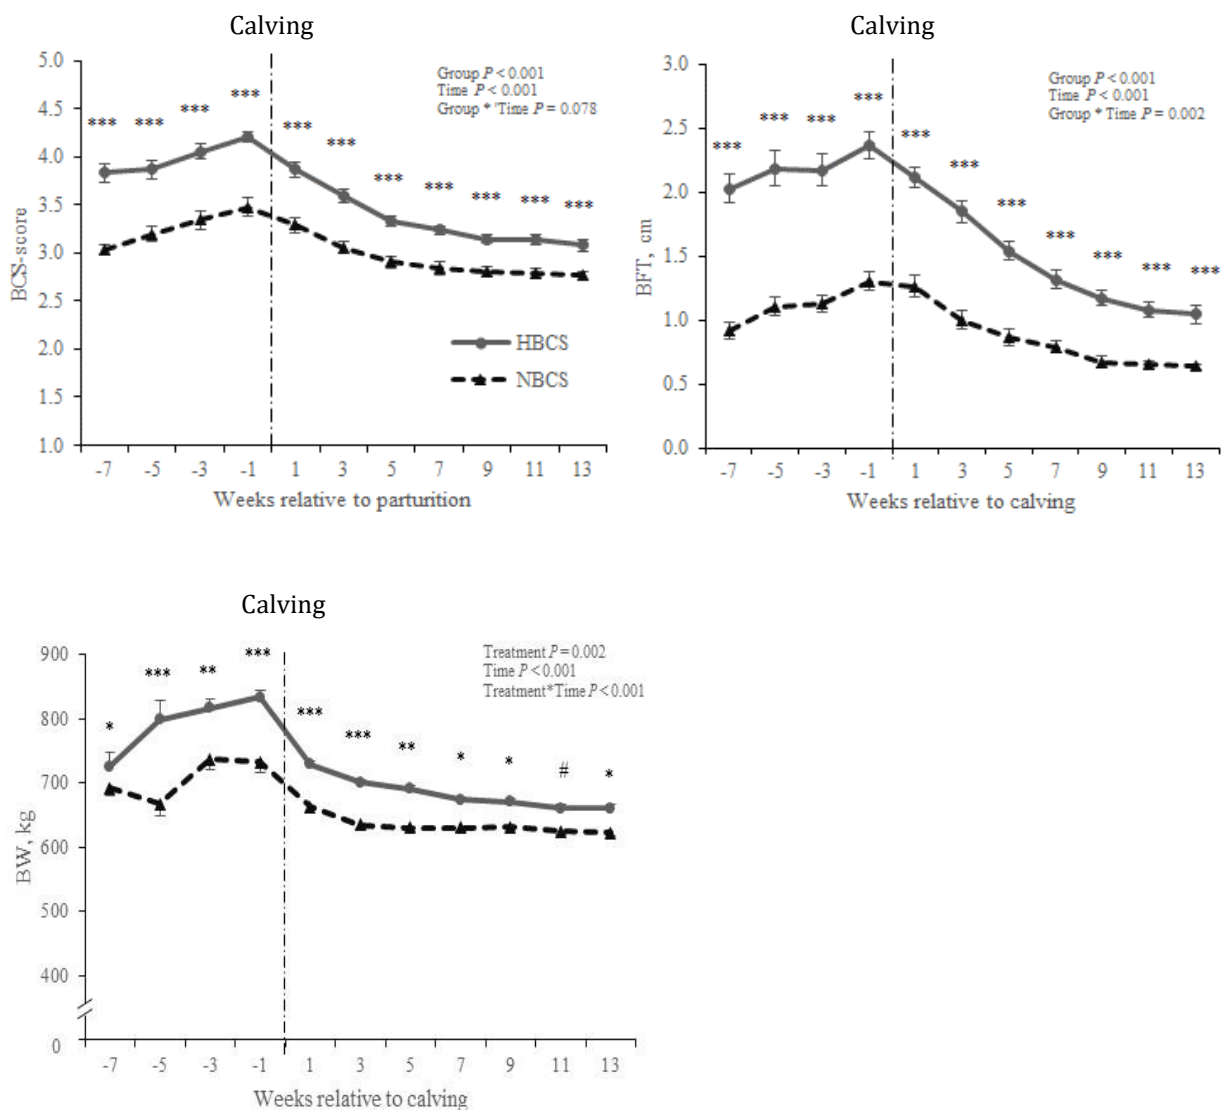 Calving
5.0
4.5
4.0
3.5
3.0
2.5
2.0
1.5
1.0
BCS-score
Group P < 0.001
Time P < 0.001
Group * 'Time P = 0.078
*** *** *** *** *** *** *** *** *** *** ***
HBCS
NBCS
-7 -5 -3 -1 1 3 5 7 9 11 13
Weeks relative to parturition
Calving
3.0
2.5
2.0
1.5
1.0
0.5
0.0
BFT, cm
Group P < 0.001
Time P < 0.001
Group * Time P = 0.002
*** *** *** *** *** *** *** *** *** *** ***
-7 -5 -3 -1 1 3 5 7 9 11 13
Weeks relative to calving
Calving
900
800
700
600
500
400
0
BW, kg
Treatment P = 0.002
Time P < 0.001
Treatment*Time P < 0.001
* *** ** *** *** *** ** * * # *
-7 -5 -3 -1 1 3 5 7 9 11 13
Weeks relative to calving